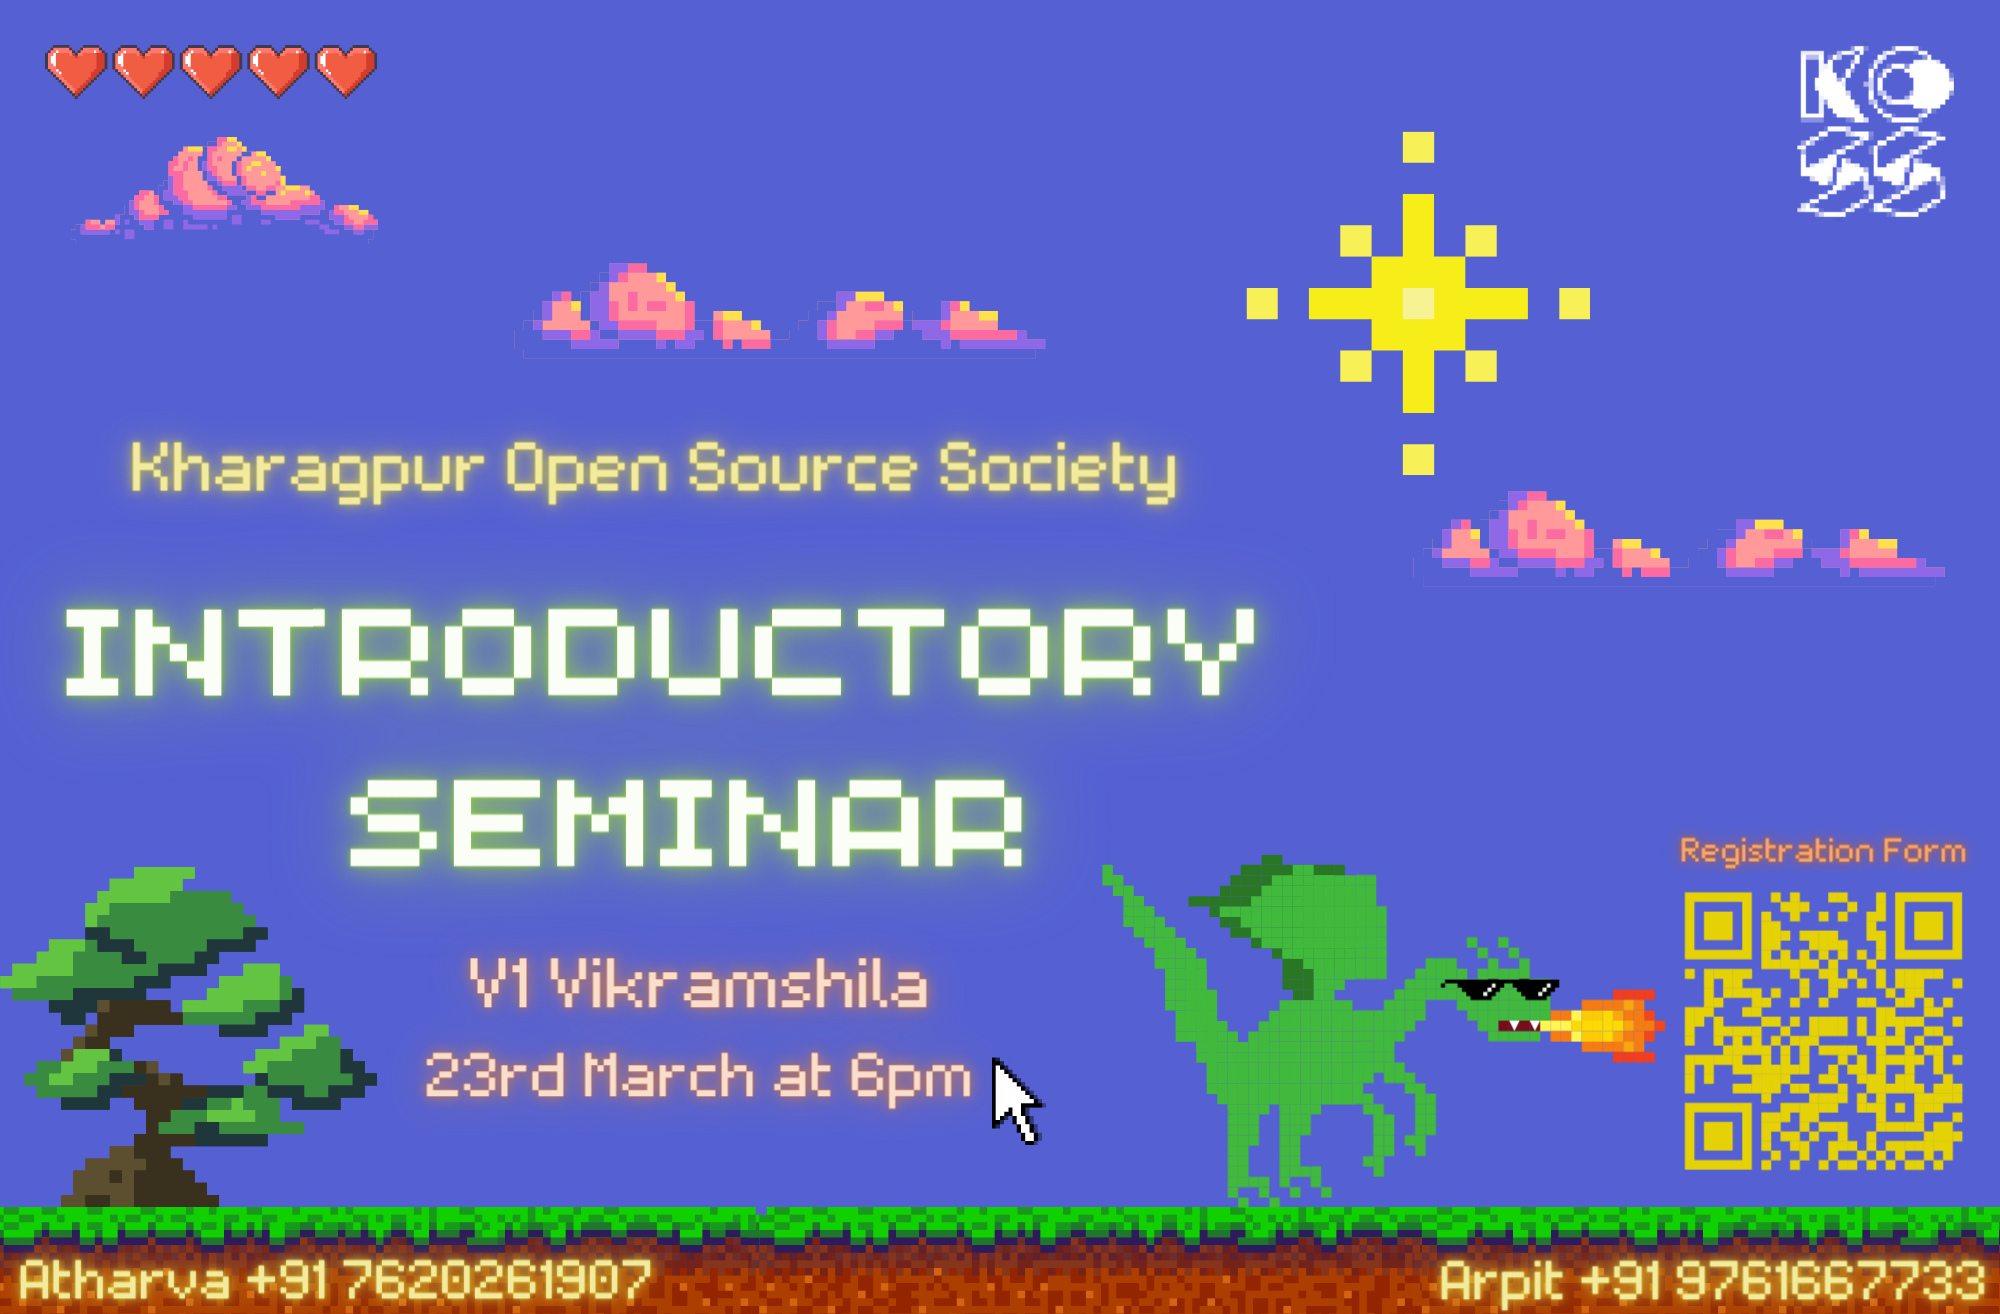 KO
SS
Kharagpur Open Source Society
INTRODUCTORY
SEMINAR
V1 Vikramshila
23rd March at 6pm
Registration Form
Atharva +91 7620261907
Arpit +91 9761667733